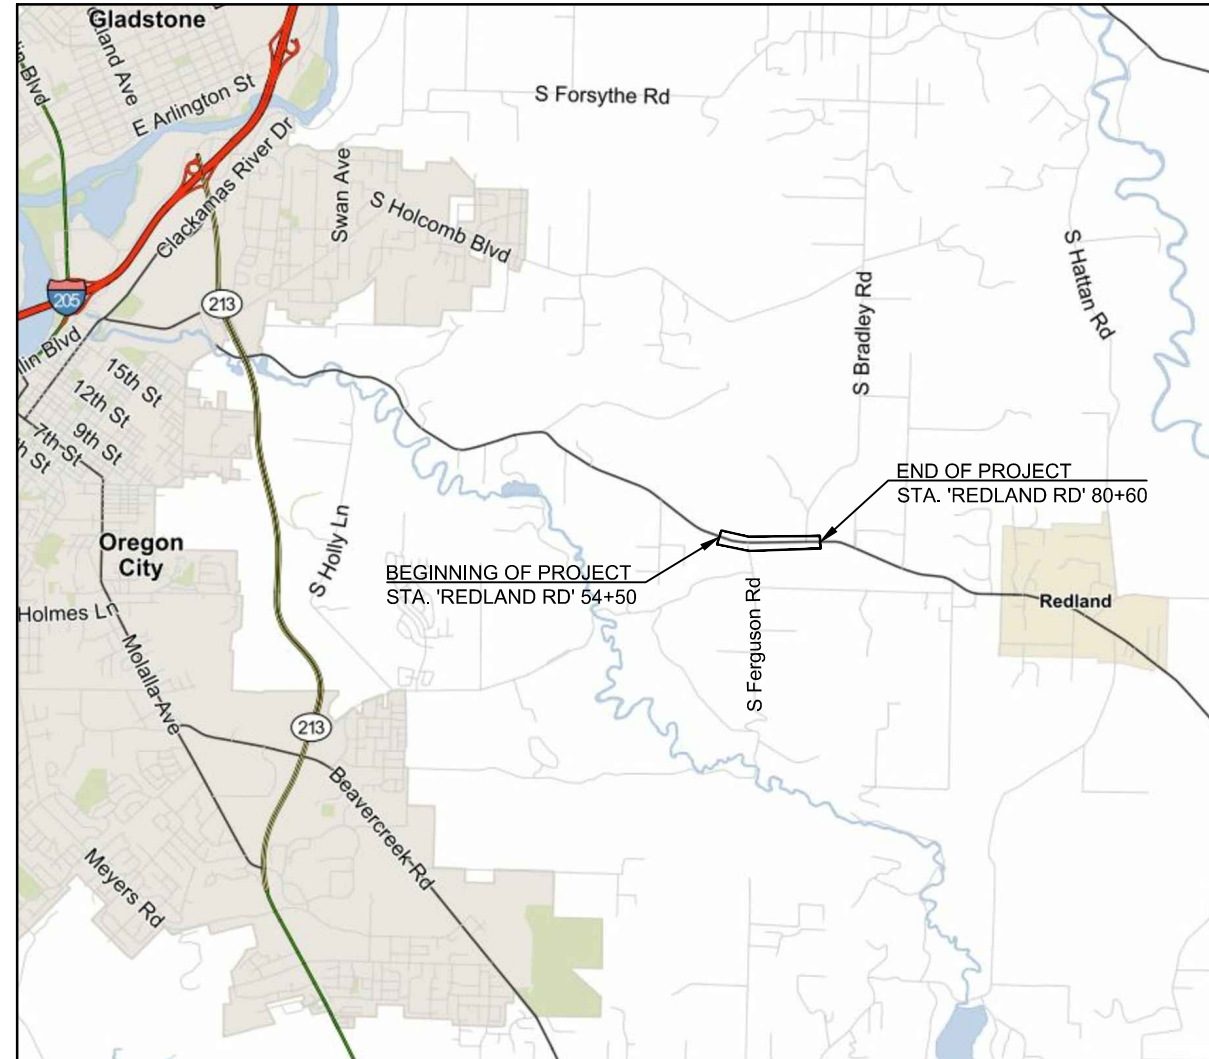 Gladstone
E Arlington St
S Forsythe Rd
Clackamas River Dr
Swan Ave
S Holcomb Blvd
S Hattan Rd
205
213
S Bradley Rd
15th St
12th St
9th St
7th St
END OF PROJECT
STA. 'REDLAND RD' 80+60
S Holly Ln
Oregon
City
BEGINNING OF PROJECT
STA. 'REDLAND RD' 54+50
S Ferguson Rd
Redland
Holmes Ln
Molalla Ave
213
Beavercreek Rd
Meyers Rd